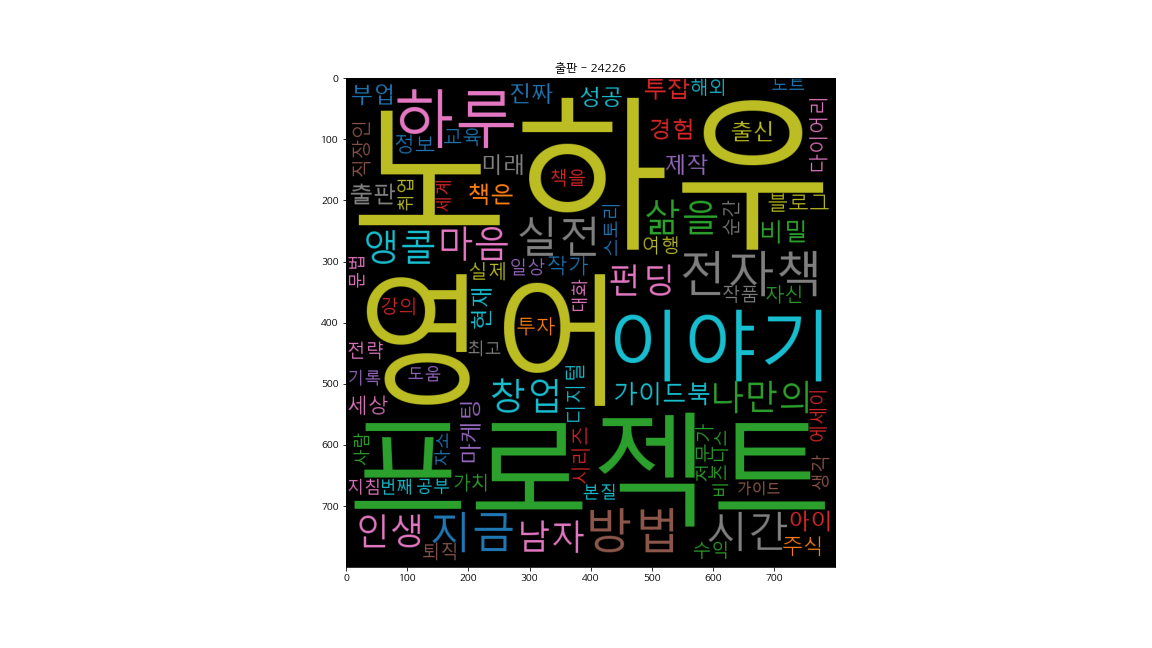 출판 - 24226
0
100
200
300
400
500
600
700
부업
하루
진짜
성공
투잡
해외
노트
노하우
직장인
정보
교육
경험
출신
다이어리
미래
책을
제작
출판
취업
세계
책은
삶을
순간
블로그
비밀
앵콜
마음
실전
스토리
여행
문법
실제
일상
작가
펀딩
전자책
작품
자신
영어
강의
현재
대화
투자
이야기
전략
최고
기록
도움
세상
창업
디지털
가이드북
나만의
에세이
마케팅
프로젝트
사람
자소
시리즈
전문가
비즈니스
생각
지침
번째
공부
가치
본질
가이드
인생
지금
남자
방법
시간
아이
퇴직
수익
주식
0
100
200
300
400
500
600
700